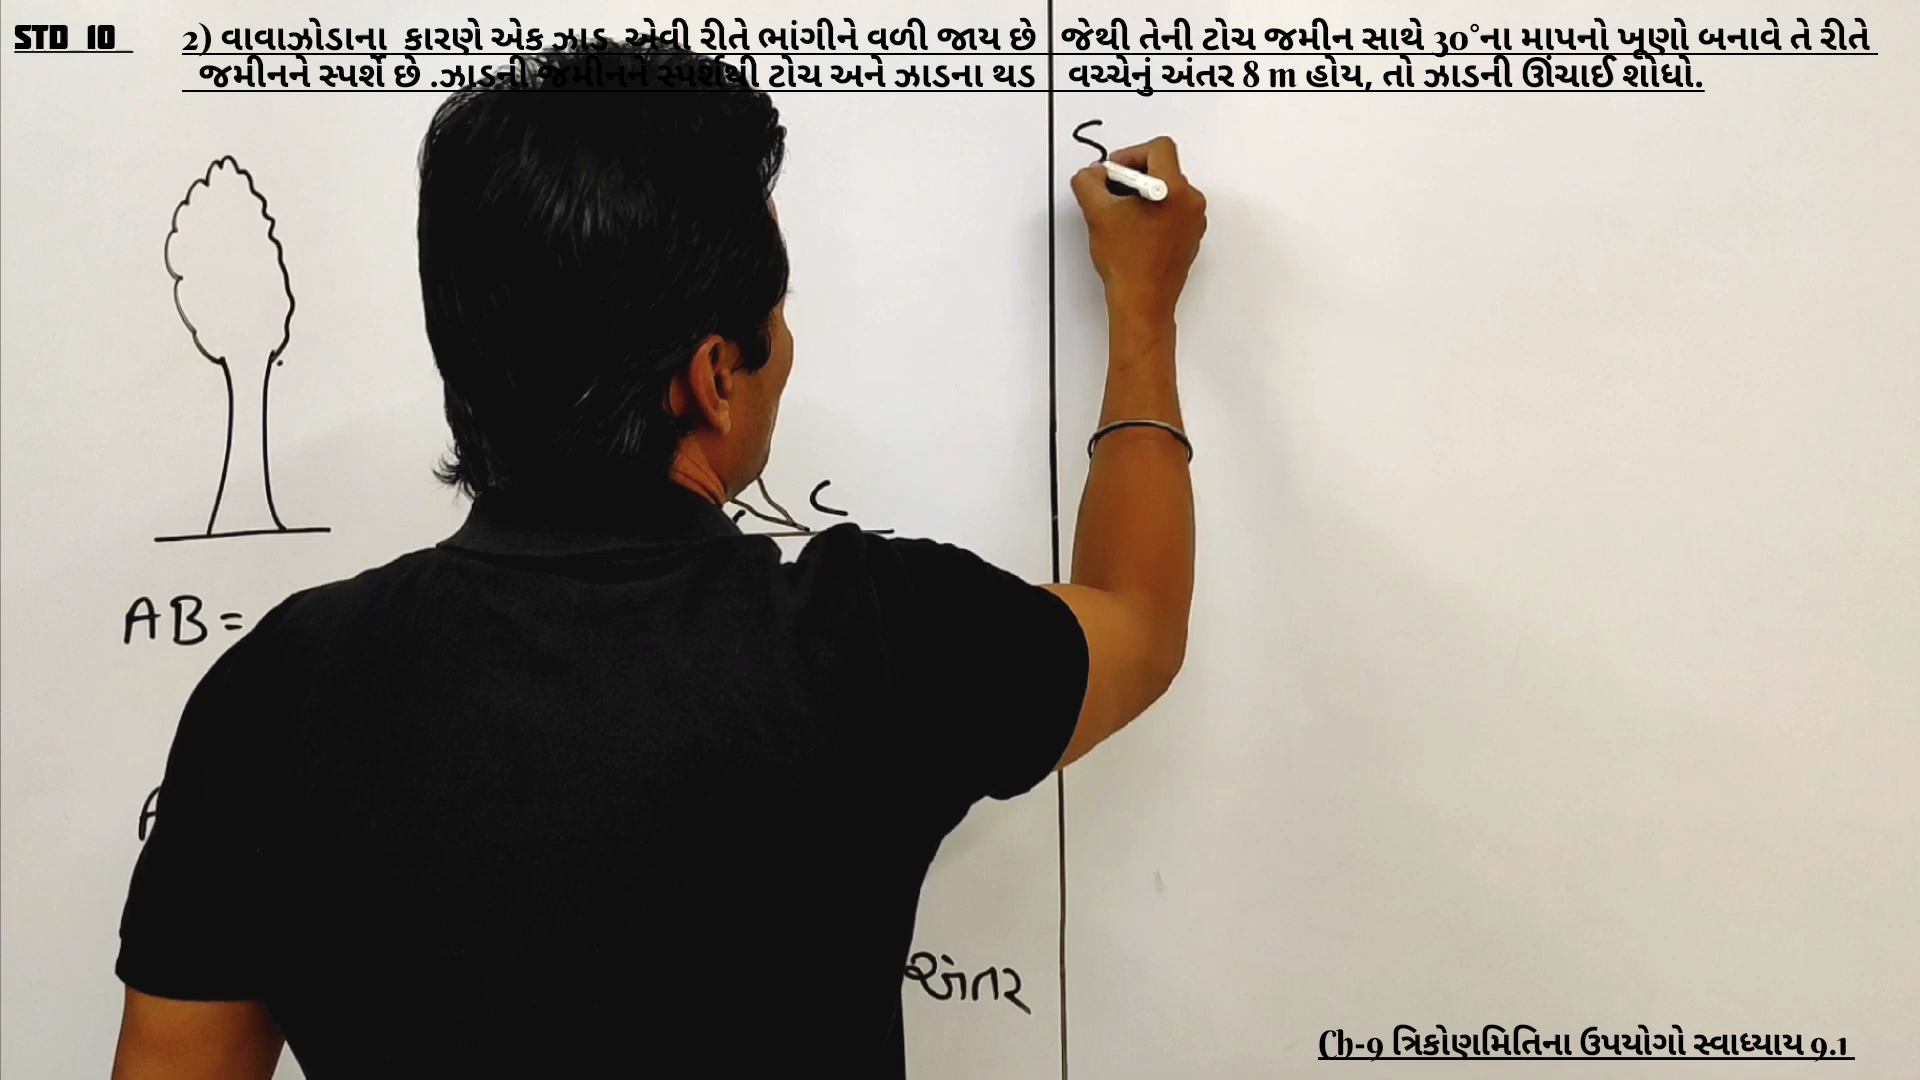 STD 10
2) વાવાઝોડાના કારણે એક ઝાડ એવી રીતે ભાંગીને વળી જાય છે જેથી તેની ટોચ જમીન સાથે 30°ના માપનો ખૂણો બનાવે તે રીતે
જમીનને સ્પર્શે છે .ઝાડની જમીનને સ્પર્શથી ટોચ અને ઝાડના થડ વચ્ચેનું અંતર 8 m હોય, તો ઝાડની ઊંચાઈ શોધો.
S
C
AB=
A
અંતર
Ch-9 ત્રિકોણમિતિના ઉપયોગો સ્વાધ્યાય 9.1